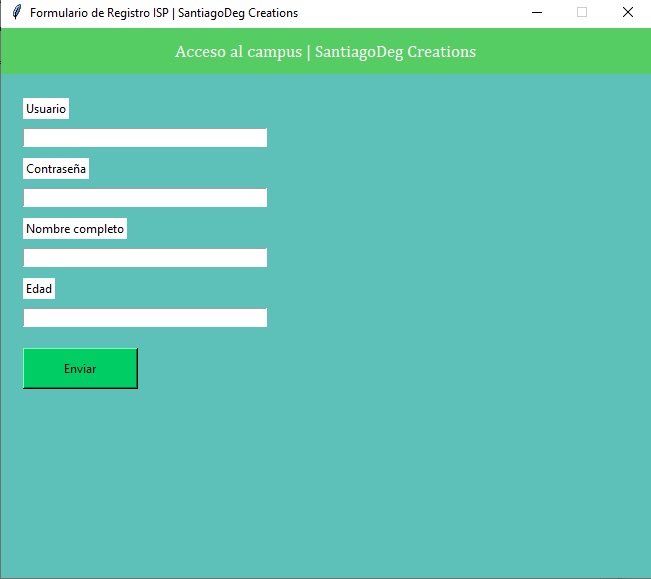 Formulario de Registro ISP | SantiagoDeg Creations
Acceso al campus | SantiagoDeg Creations
Usuario
Contraseña
Nombre completo
Edad
Enviar